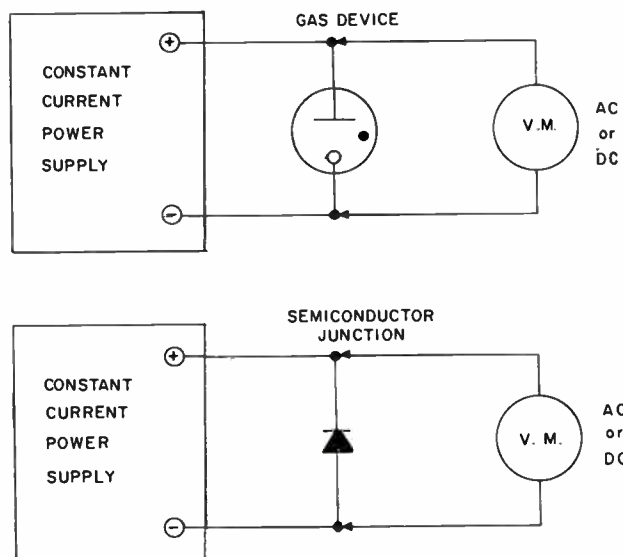 GAS DEVICE
+
CONSTANT
CURRENT
POWER
SUPPLY
−
V.M.
AC
or
DC
SEMICONDUCTOR
JUNCTION
+
CONSTANT
CURRENT
POWER
SUPPLY
−
V. M.
AC
or
DC